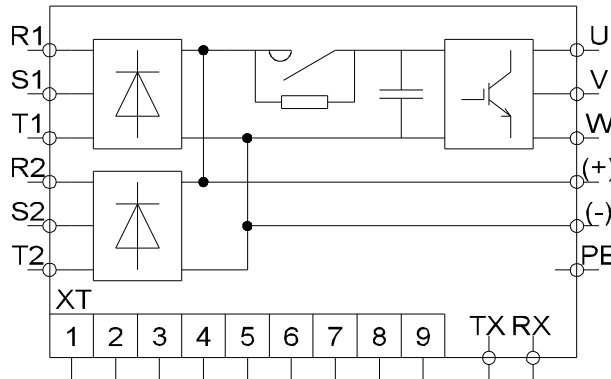 R1
U
S1
V
T1
W
R2
(+)
S2
(-)
T2
PE
XT
TX RX
1 2 3 4 5 6 7 8 9